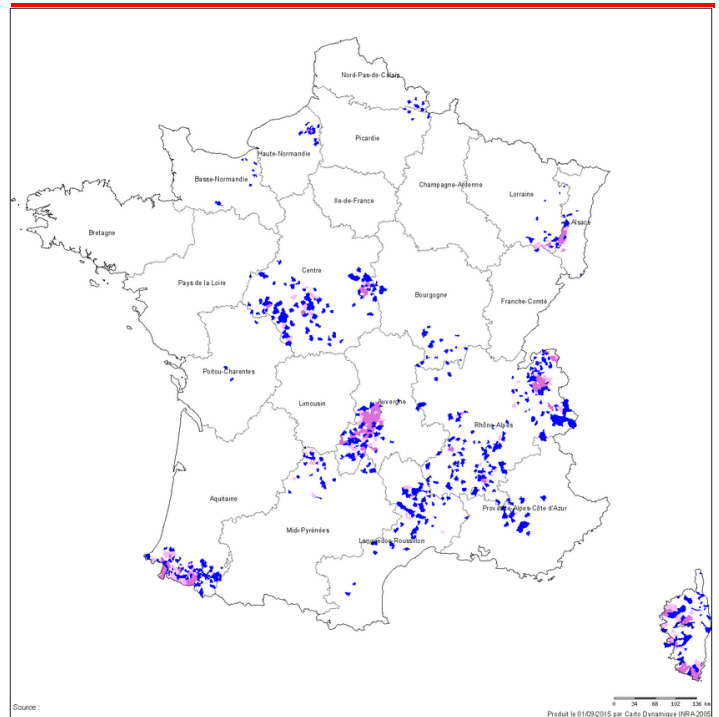 Nord-Pas-de-Calais
Picardie
Haute-Normandie
Basse-Normandie
Ile-de-France
Champagne-Ardenne
Lorraine
Alsace
Bretagne
Pays de la Loire
Centre
Bourgogne
Franche-Comté
Poitou-Charentes
Limousin
Auvergne
Rhône-Alpes
Aquitaine
Midi-Pyrénées
Languedoc-Roussillon
Provence-Alpes-Côte d'Azur
0 34 68 102 136 km
Source :
Produit le 01/09/2015 par Carto Dynamique INRA 2005